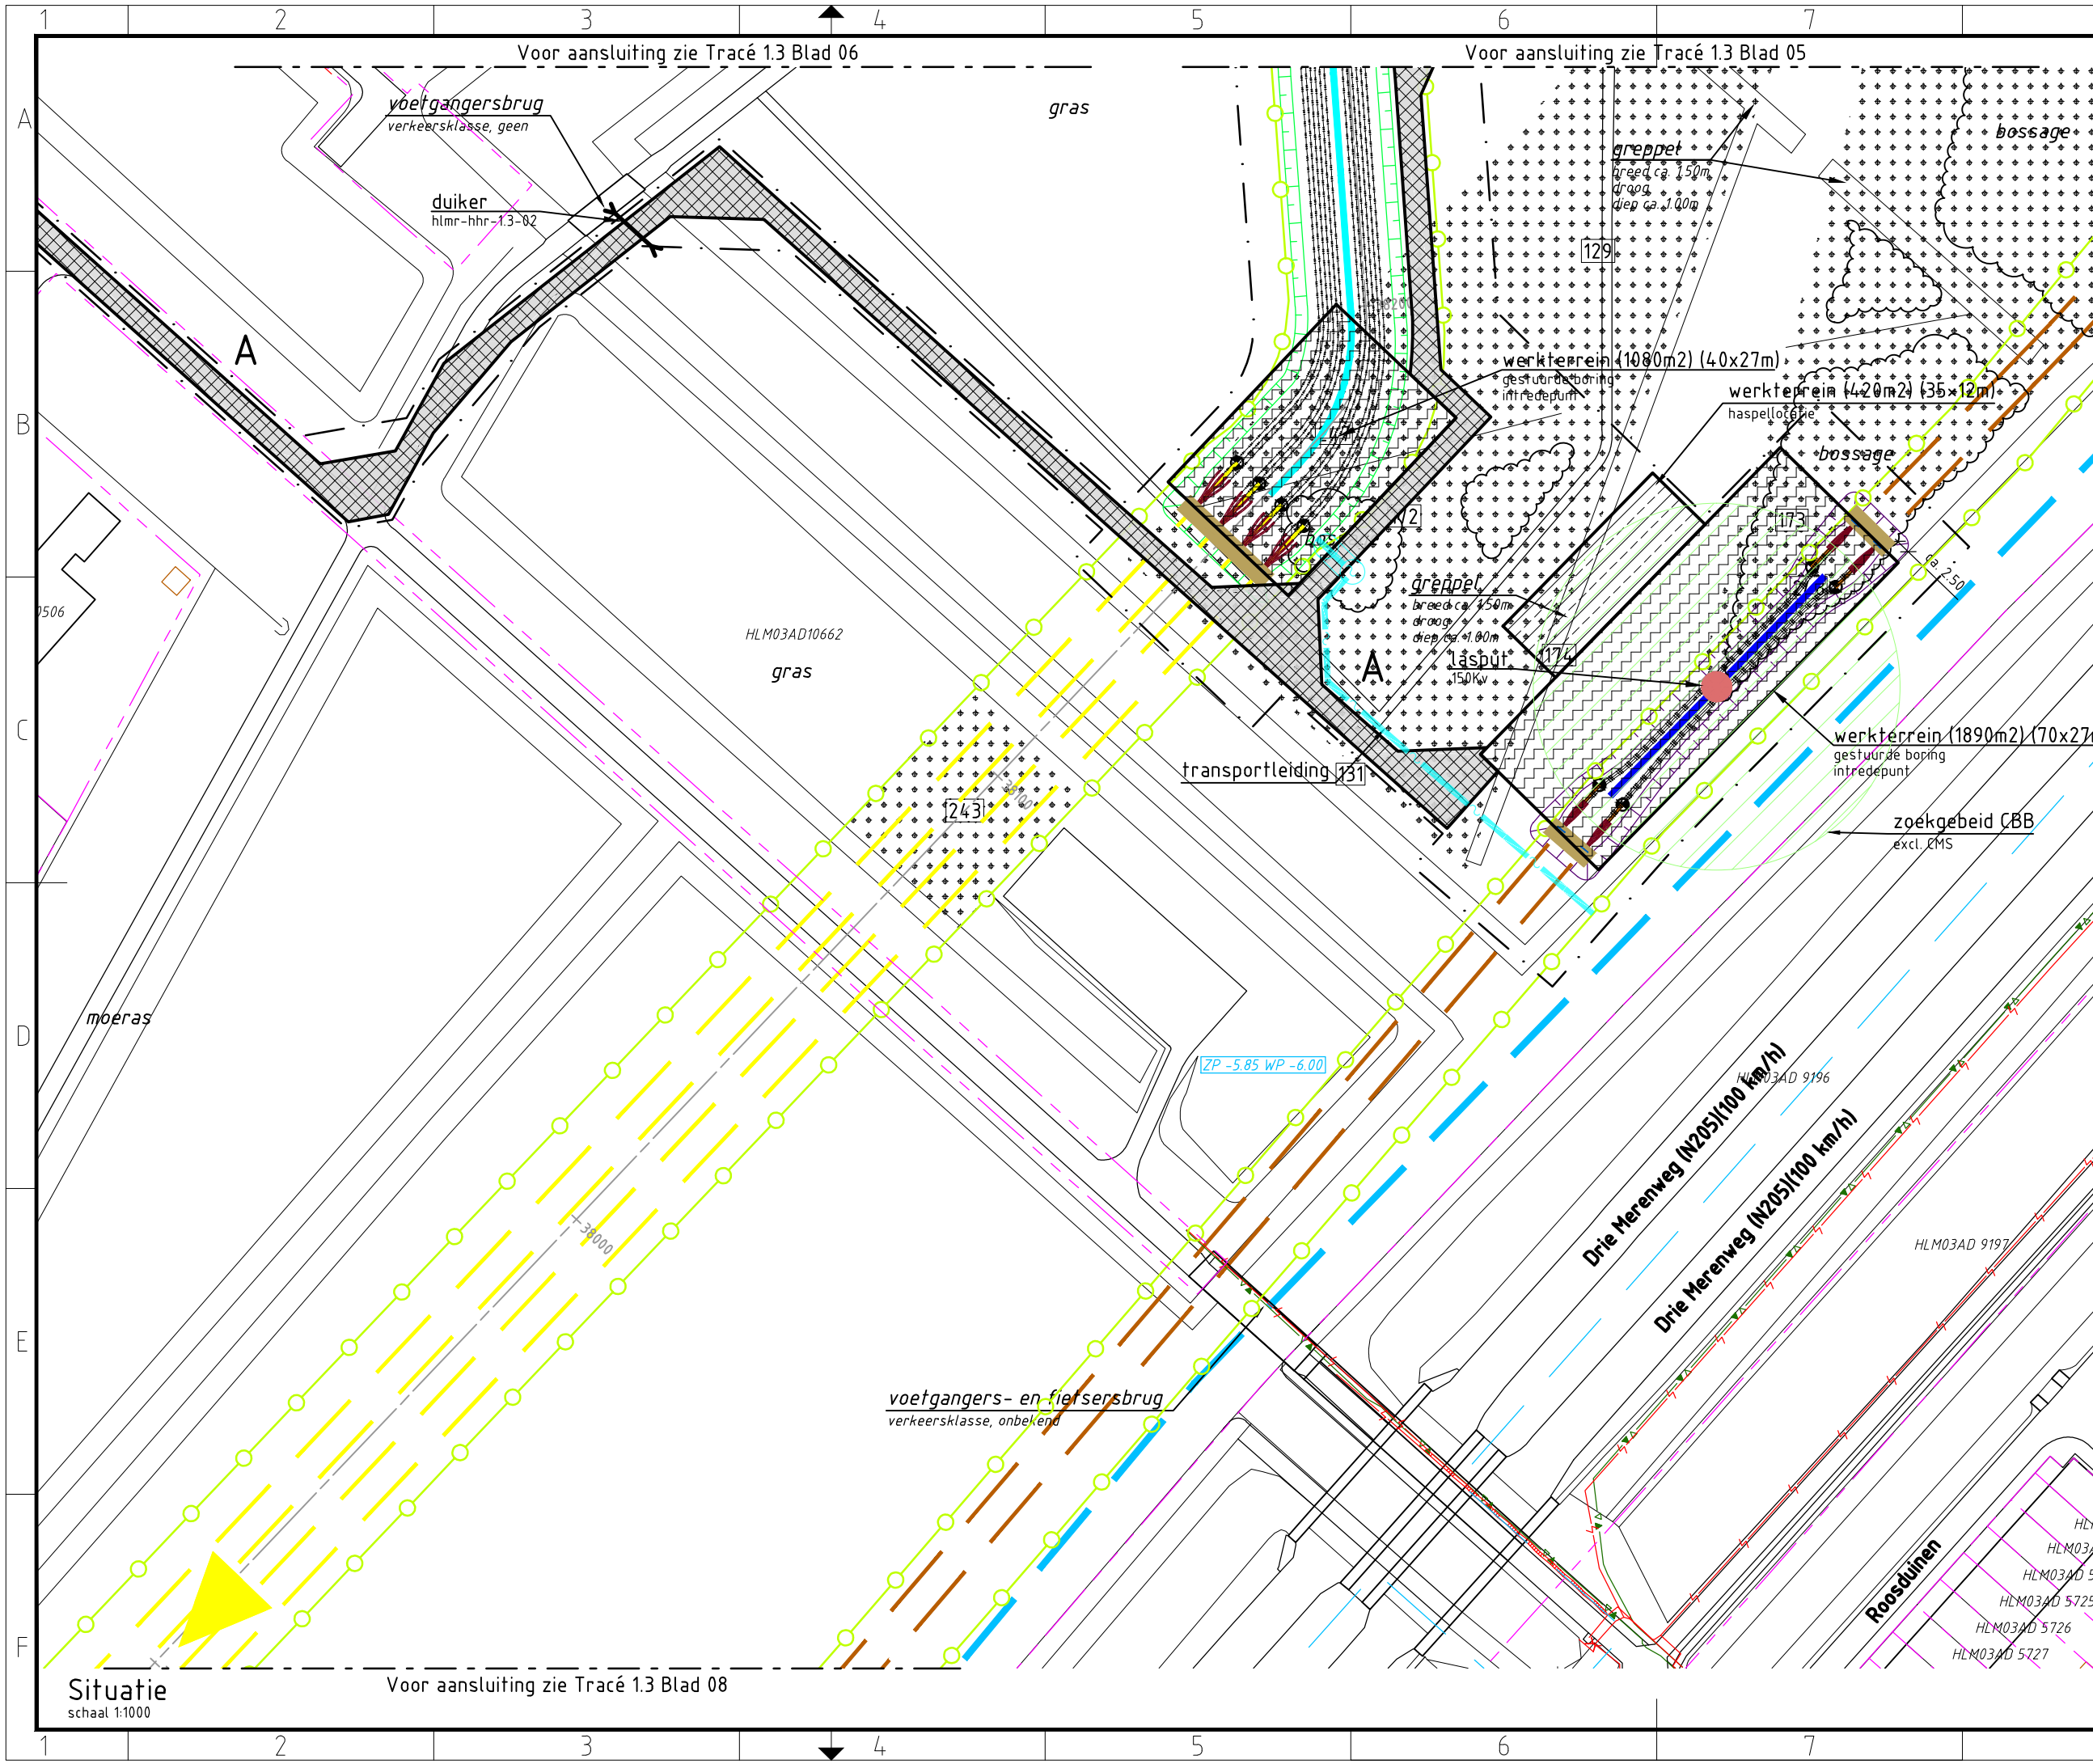 1 2 3 4 5 6 7
Voor aansluiting zie Tracé 1.3 Blad 06
Voor aansluiting zie Tracé 1.3 Blad 05
A
voetgangersbrug
verkeersklasse, geen
gras
bossage
greppel
breed ca. 1.50m
droog
diep ca. 1.00m
duiker
hlmr-hhr-1.3-02
129
A
werkterrein (1080m2) (40x27m)
gestuurde boring
intredepunt
werkterrein (420m2) (35x12m)
haspellocatie
B
bossage
173
ca. 2.50
greppel
breed ca. 1.50m
droog
diep ca. 1.00m
HLM03AD10662
gras
A
lasput
150Kv
174
C
werkterrein (1890m2) (70x27
gestuurde boring
intredepunt
transportleiding 131
38100
243
zoekgebeid CBB
excl. CMS
moeras
D
ZP -5.85 WP -6.00
HLM03AD 9196
Drie Merenweg (N205)(100 km/h)
Drie Merenweg (N205)(100 km/h)
38000
HLM03AD 9197
E
voetgangers- en fietsersbrug
verkeersklasse, onbekend
Roosduinen
HLM03AD 5725
HLM03AD 5726
HLM03AD 5727
F
Situatie
schaal 1:1000
Voor aansluiting zie Tracé 1.3 Blad 08
1 2 3 4 5 6 7